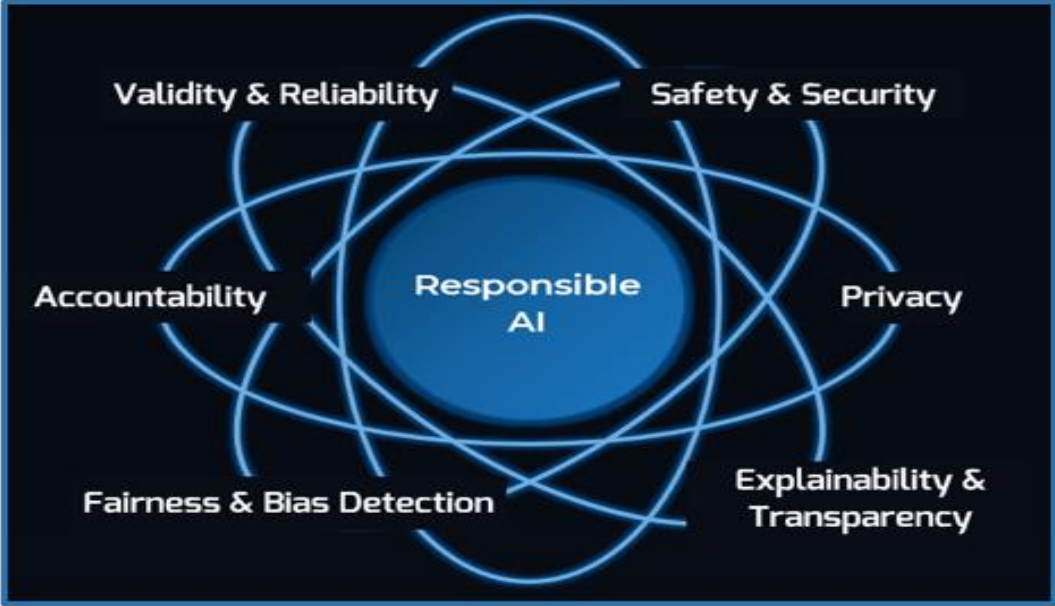 Validity & Reliability
Safety & Security
Accountability
Responsible
AI
Privacy
Fairness & Bias Detection
Explainability &
Transparency